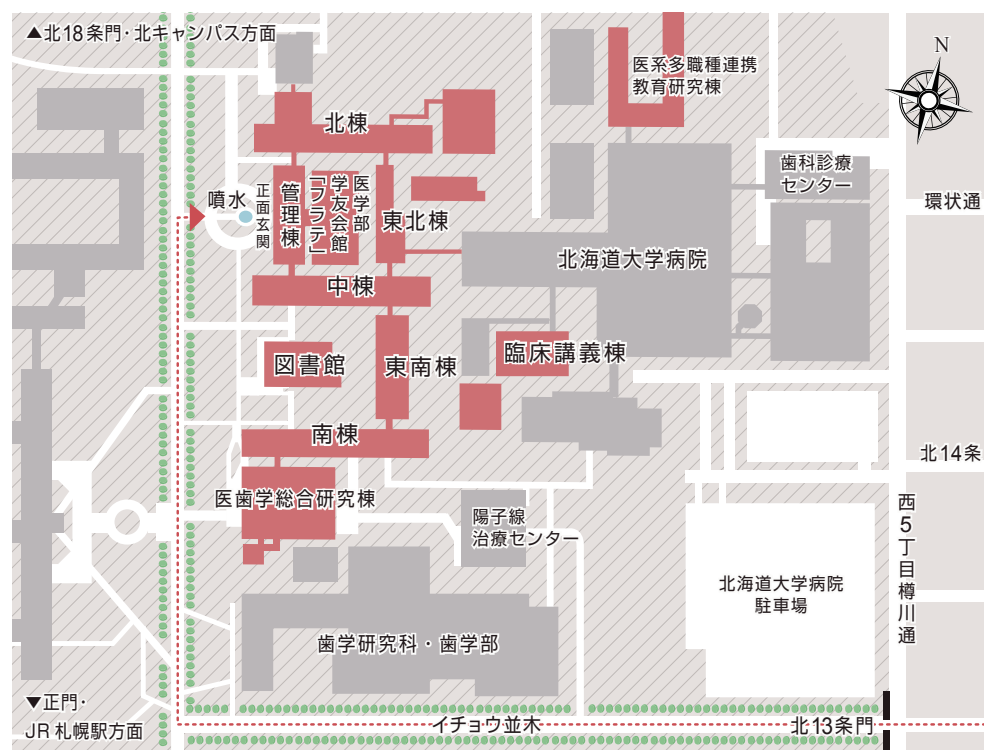 ▲北18条門・北キャンパス方面
N
医系多職種連携
教育研究棟
北棟
歯科診療
センター
噴水
正面玄関
管理棟
医学部
学友会館
「フラテ」
東北棟
環状通
北海道大学病院
中棟
図書館
東南棟
臨床講義棟
南棟
北14条
医歯学総合研究棟
西5丁目樽川通
陽子線
治療センター
北海道大学病院
駐車場
歯学研究科・歯学部
▼正門・
JR札幌駅方面
イチョウ並木
北13条門